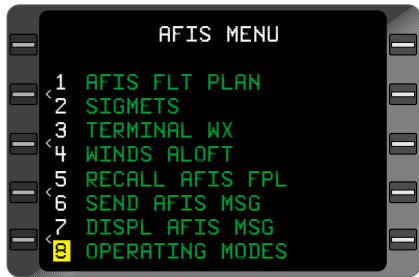 AFIS MENU
1 AFIS FLT PLAN
2 SIGMETS
3 TERMINAL WX
4 WINDS ALOFT
5 RECALL AFIS FPL
6 SEND AFIS MSG
7 DISPL AFIS MSG
8 OPERATING MODES